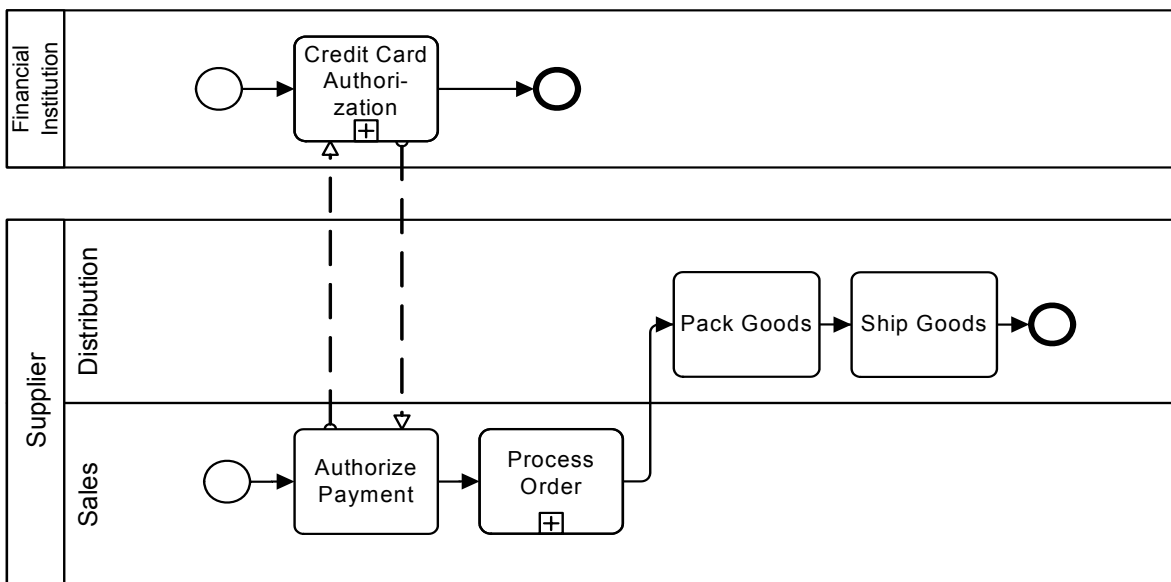 Financial
Institution
Credit Card
Authori-
zation
Supplier
Distribution
Pack Goods
Ship Goods
Sales
Authorize
Payment
Process
Order